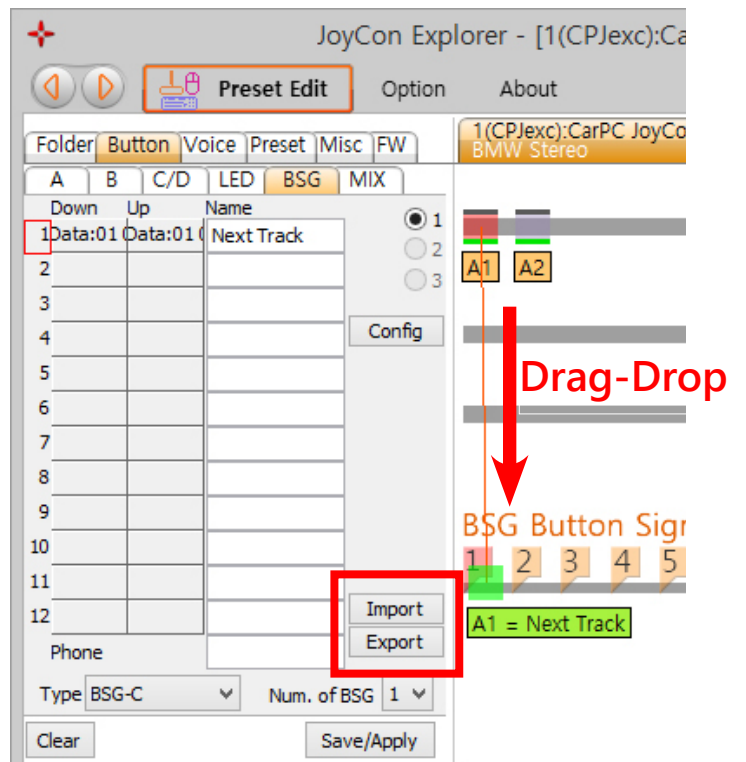 JoyCon Explorer - [1(CPJexc):Ca
Preset Edit Option About
Folder Button Voice Preset Misc FW
1(CPJexc):CarPC JoyCo
BMW Stereo
A B C/D LED BSG MIX
Down Up Name
1 Data:01 Data:01 Next Track
1
2
3
2
3
4
5
6
7
8
9
10
11
12
Phone
Config
Import
Export
Type BSG-C Num. of BSG 1
Clear Save/Apply
A1 A2
Drag-Drop
BSG Button Sigr
1 2 3 4 5
A1 = Next Track